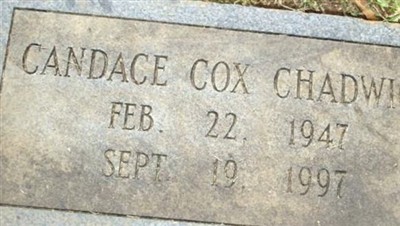 CANDACE COX CHADWI
FEB. 22, 1947
SEPT. 19, 1997